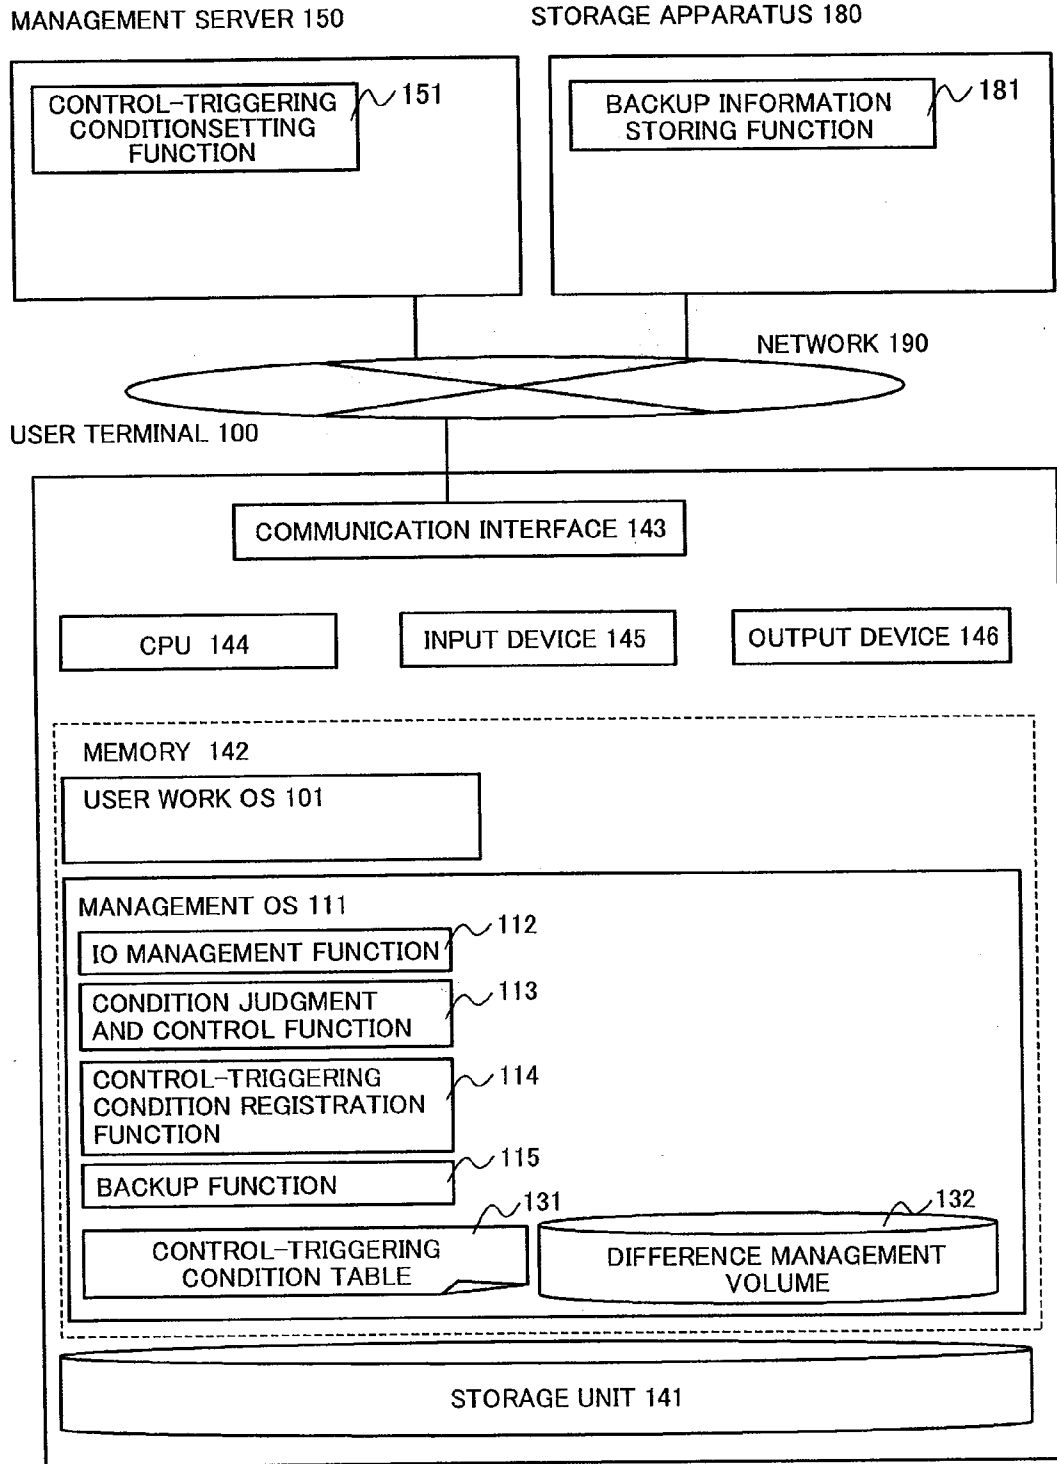 MANAGEMENT SERVER 150
STORAGE APPARATUS 180
CONTROL-TRIGGERING
CONDITIONSETTING
FUNCTION
151
BACKUP INFORMATION
STORING FUNCTION
181
NETWORK 190
USER TERMINAL 100
COMMUNICATION INTERFACE 143
CPU 144
INPUT DEVICE 145
OUTPUT DEVICE 146
MEMORY 142
USER WORK OS 101
MANAGEMENT OS 111
IO MANAGEMENT FUNCTION
112
CONDITION JUDGMENT
AND CONTROL FUNCTION
113
CONTROL-TRIGGERING
CONDITION REGISTRATION
FUNCTION
114
BACKUP FUNCTION
115
CONTROL-TRIGGERING
CONDITION TABLE
131
DIFFERENCE MANAGEMENT
VOLUME
132
STORAGE UNIT 141